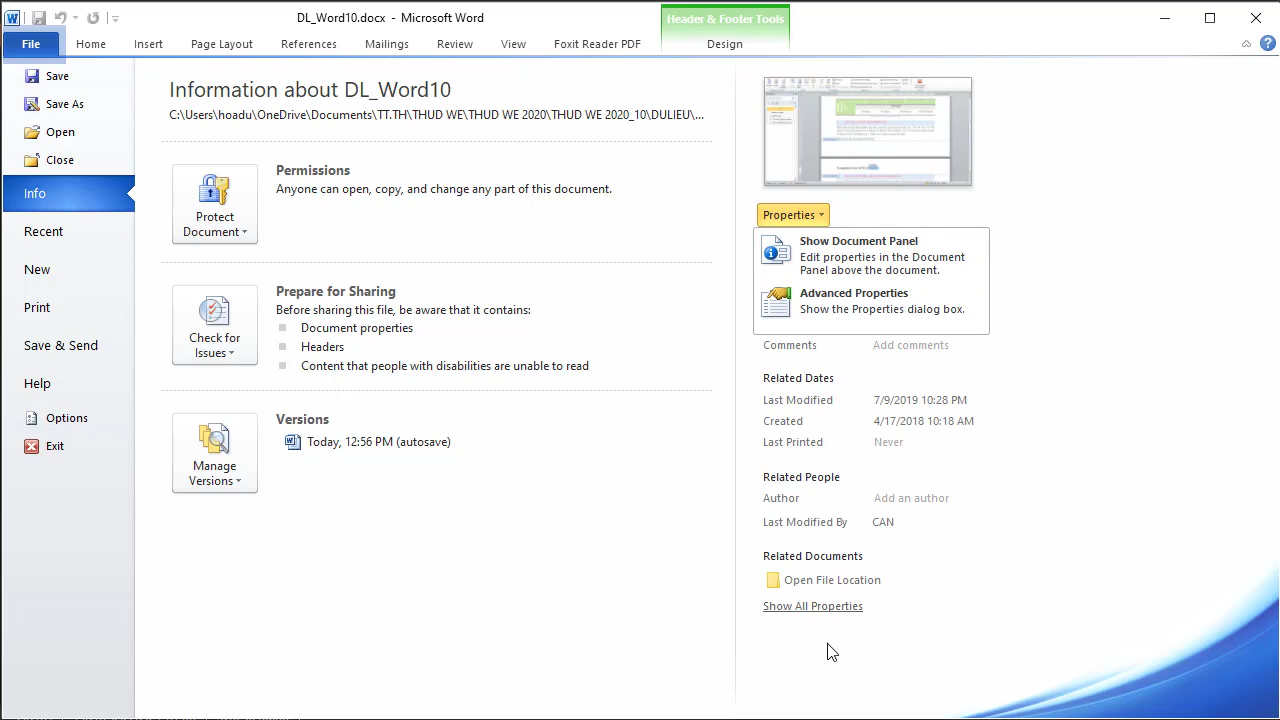 DL_Word10.docx - Microsoft Word
Header & Footer Tools
File
Home
Insert
Page Layout
References
Mailings
Review
View
Foxit Reader PDF
Design
Save
Save As
Open
Close
Info
Recent
New
Print
Save & Send
Help
Options
Exit
Information about DL_Word10
\OneDrive\Documents\THUD WE\THUD WE 2020\THUD WE 2020_10\DULIEU\...
Protect
Document
Permissions
Anyone can open, copy, and change any part of this document.
Check for
Issues
Prepare for Sharing
Before sharing this file, be aware that it contains:
Document properties
Headers
Content that people with disabilities are unable to read
Manage
Versions
Versions
Today, 12:56 PM (autosave)
Properties
Show Document Panel
Edit properties in the Document
Panel above the document.
Advanced Properties
Show the Properties dialog box.
Comments Add comments
Related Dates
Last Modified 7/9/2019 10:28 PM
Created 4/17/2018 10:18 AM
Last Printed Never
Related People
Author Add an author
Last Modified By CAN
Related Documents
Open File Location
Show All Properties